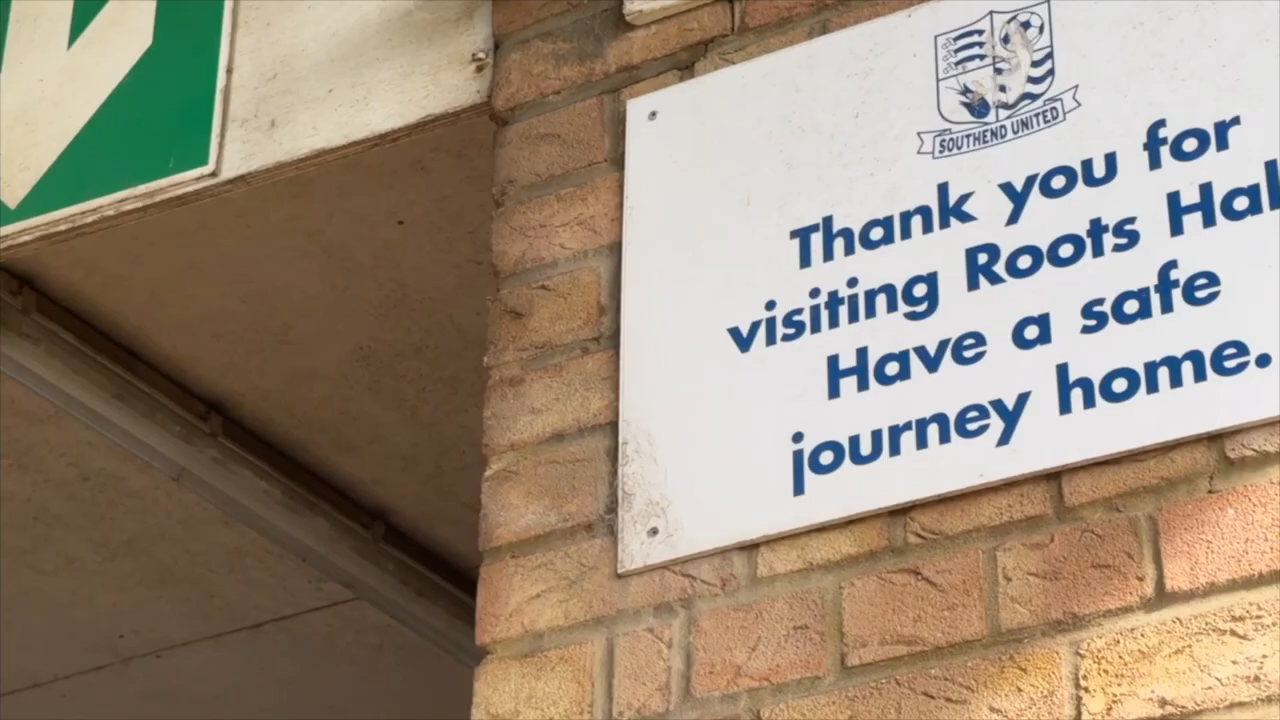 SOUTHEND UNITED
Thank you for
visiting Roots Hal
Have a safe
journey home.